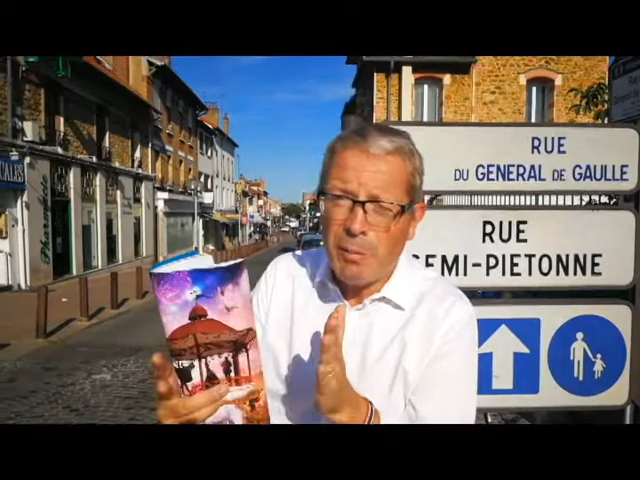 RUE
DU GENERAL DE GAULLE
RUE
SEMI-PIETONNE
Pharmacie
CALES